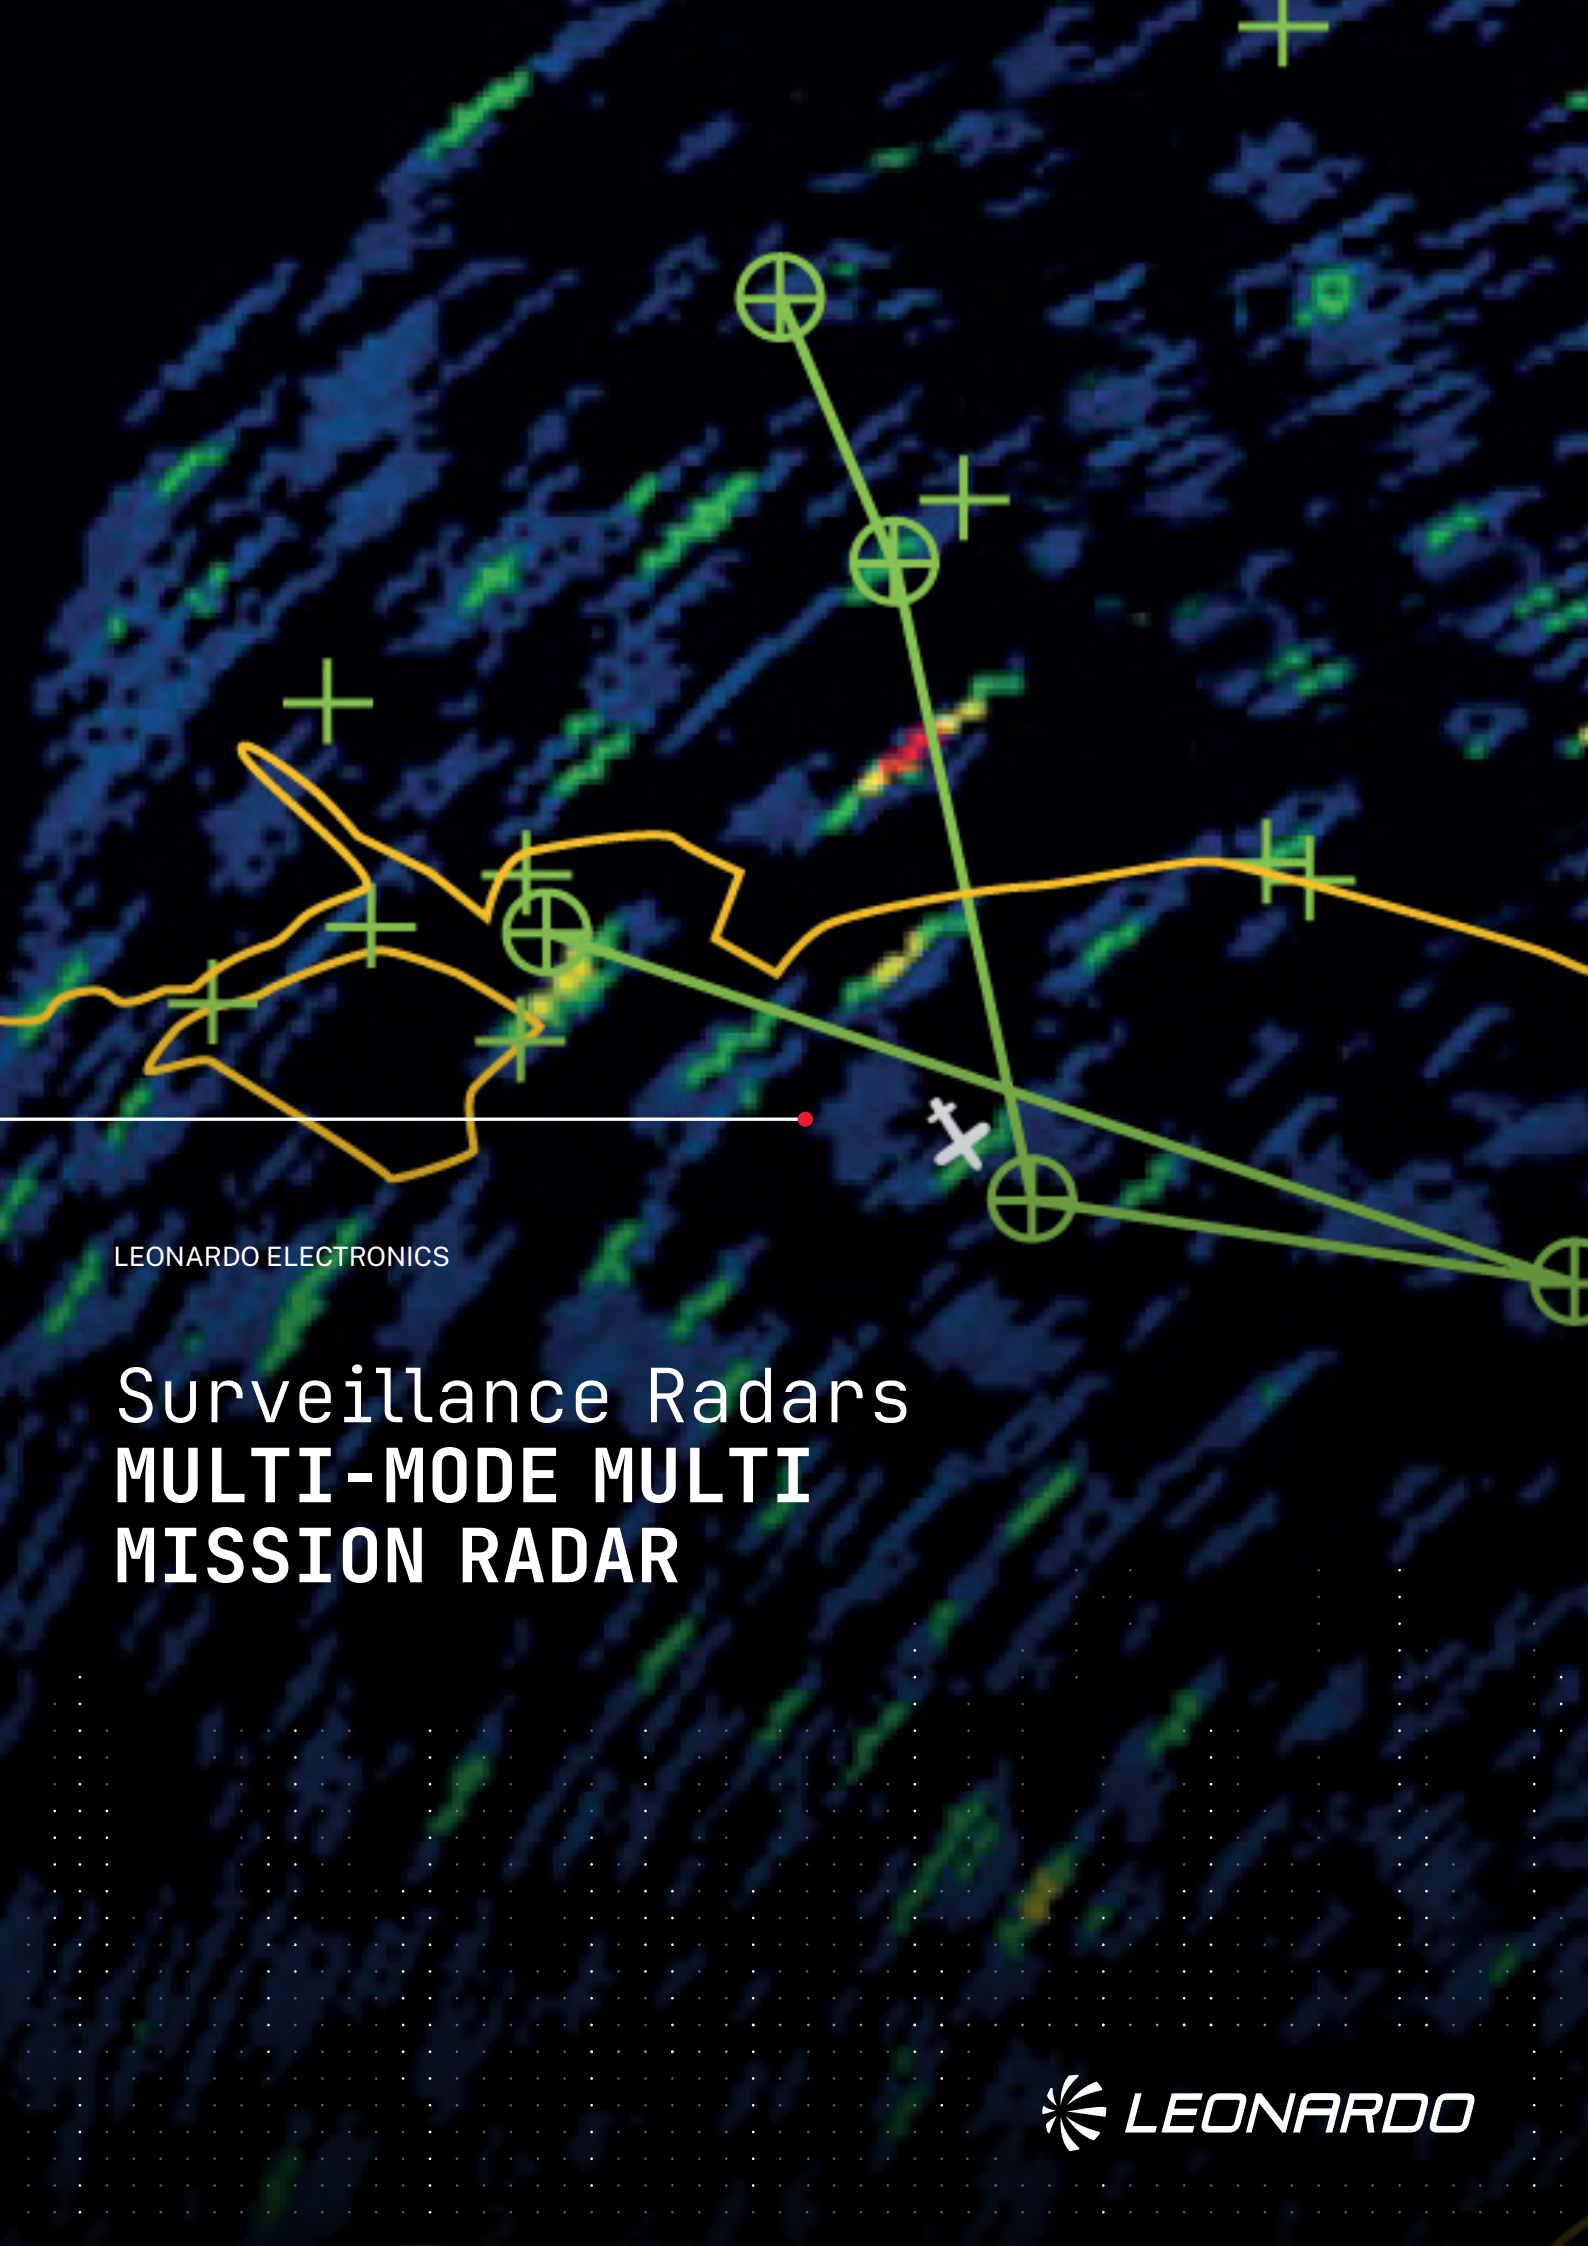 LEONARDO ELECTRONICS
Surveillance Radars
MULTI-MODE MULTI
MISSION RADAR
LEONARDO